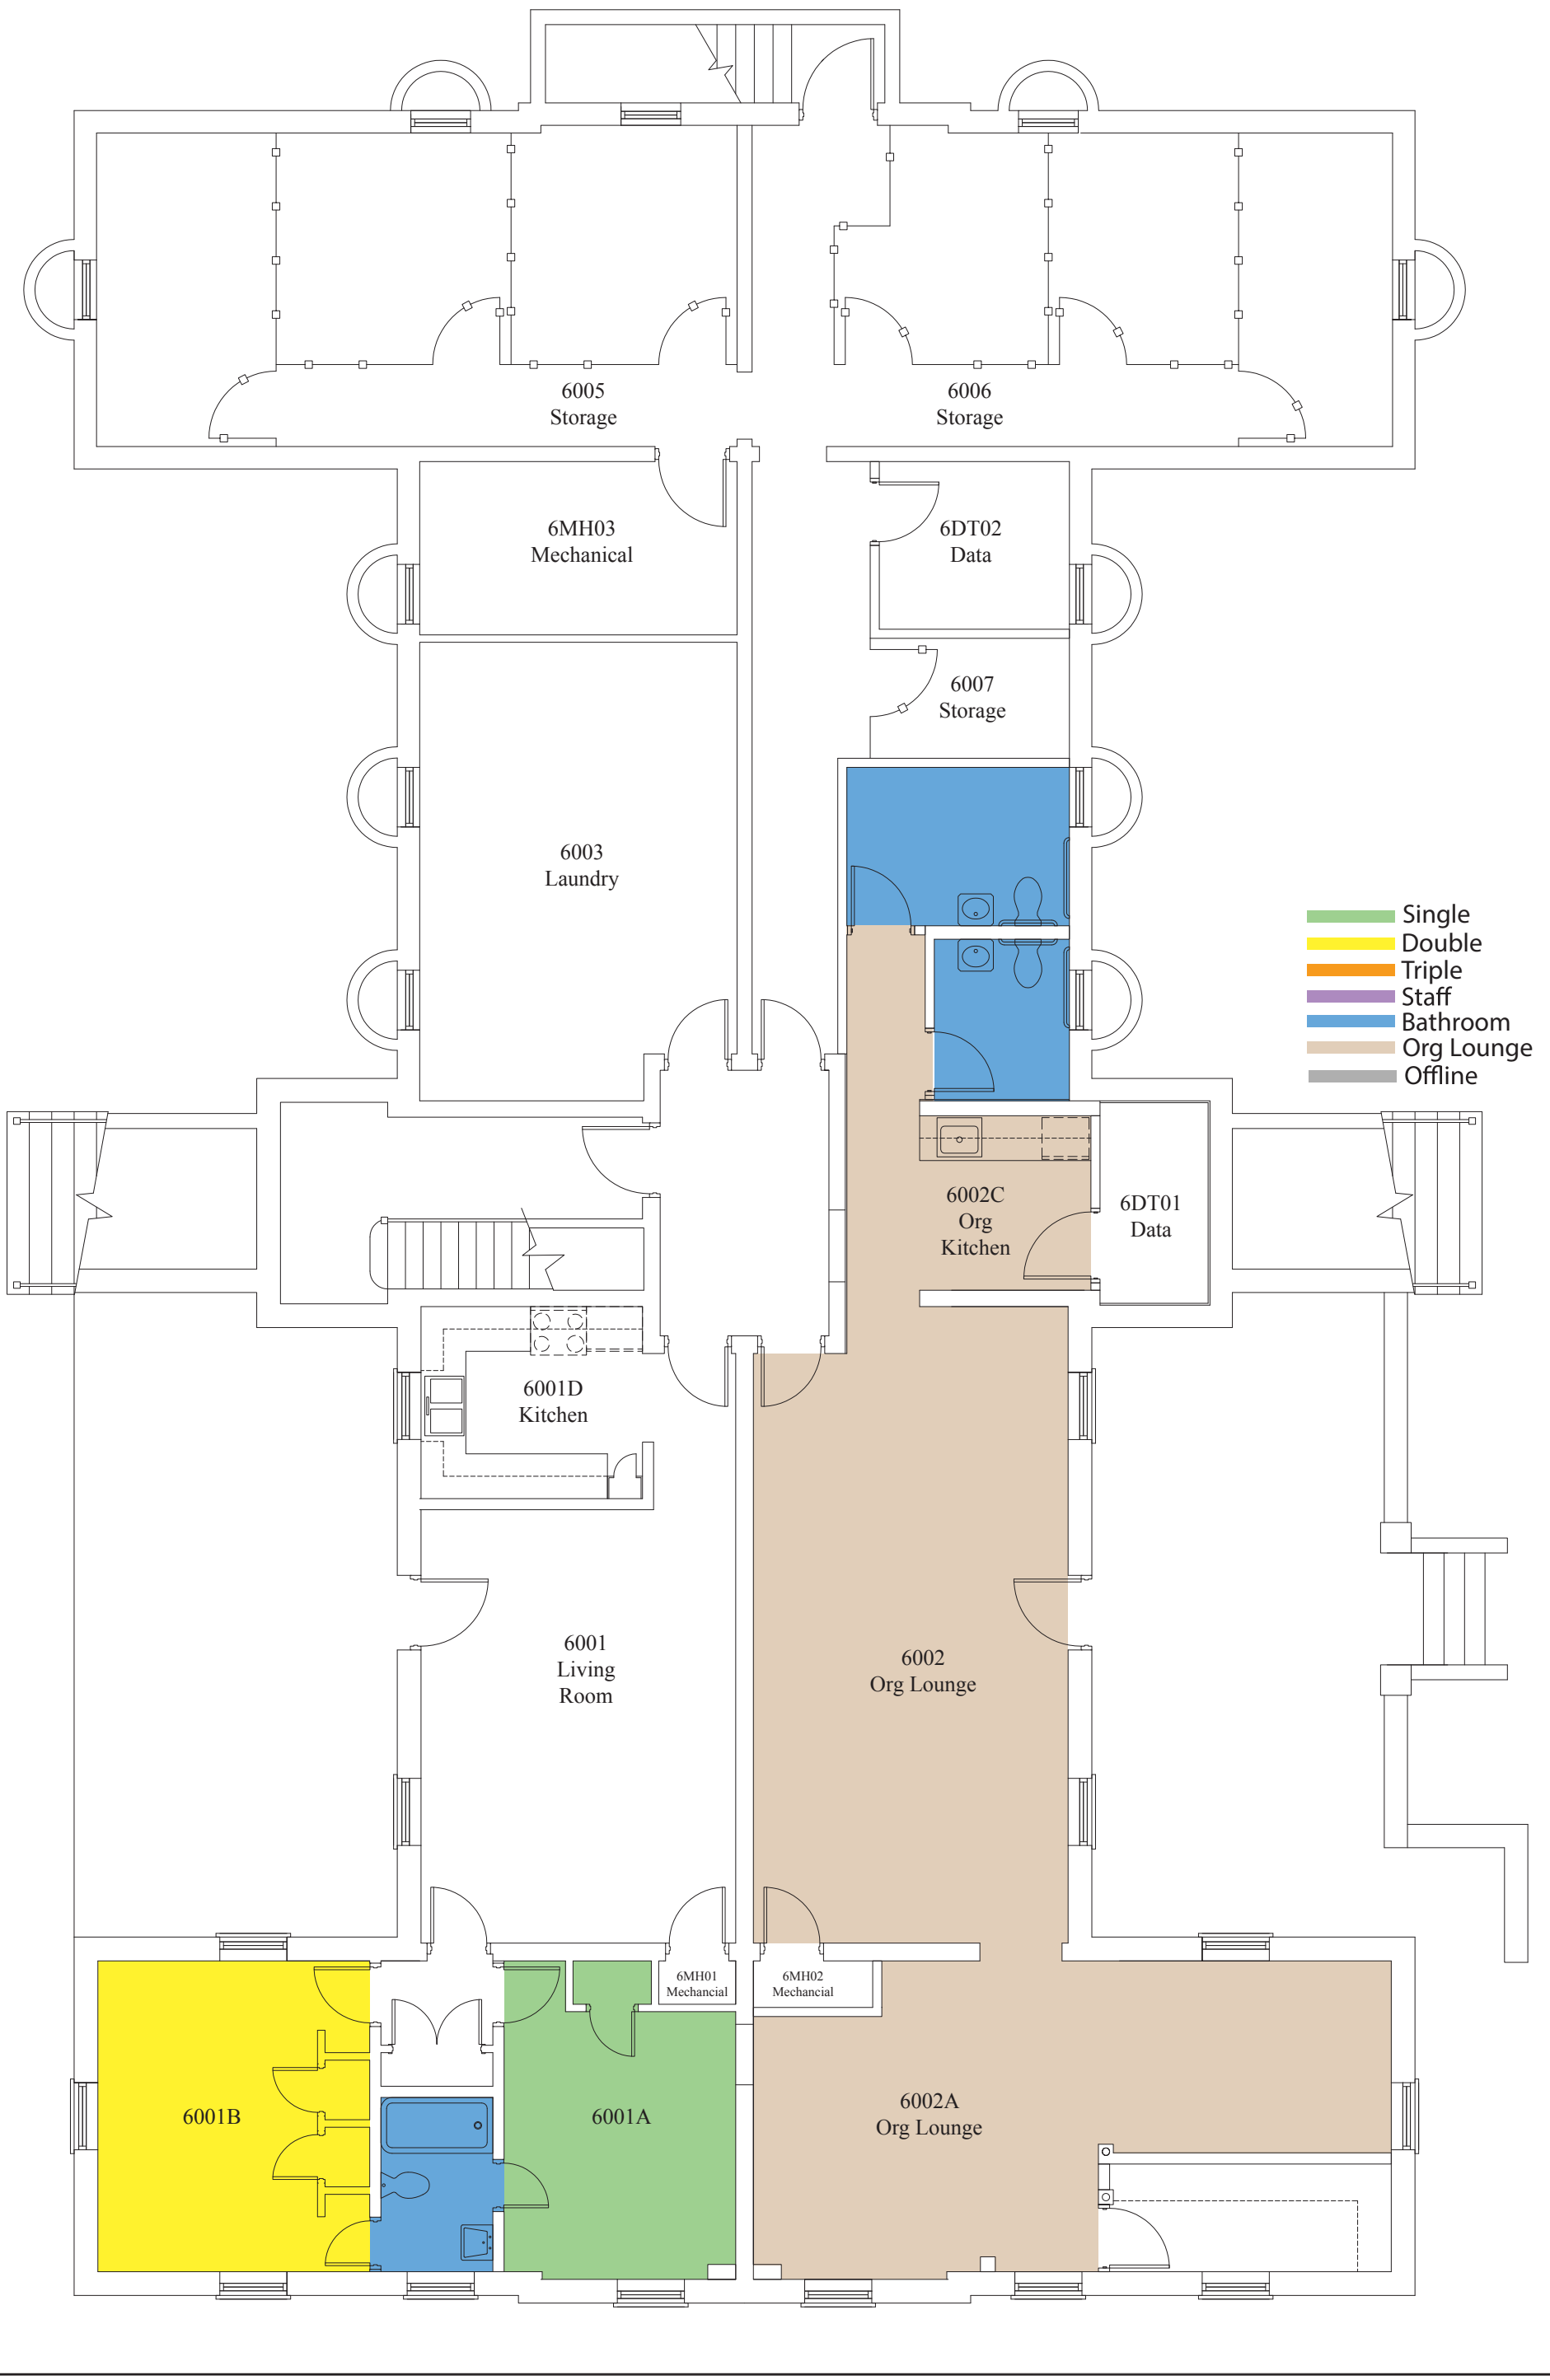 6005
Storage
6006
Storage
6MH03
Mechanical
6DT02
Data
6007
Storage
6003
Laundry
Single
Double
Triple
Staff
Bathroom
Org Lounge
Offline
6002C
Org
Kitchen
6DT01
Data
6001D
Kitchen
6001
Living
Room
6002
Org Lounge
6MH01
Mechancial
6MH02
Mechancial
6001B
6001A
6002A
Org Lounge